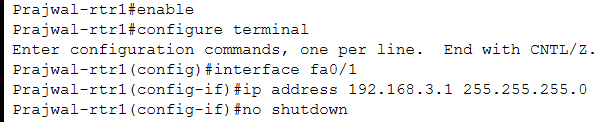 Prajwal-rtr1#enable
Prajwal-rtr1#configure terminal
Enter configuration commands, one per line.  End with CNTL/Z.
Prajwal-rtr1(config)#interface fa0/1
Prajwal-rtr1(config-if)#ip address 192.168.3.1 255.255.255.0
Prajwal-rtr1(config-if)#no shutdown